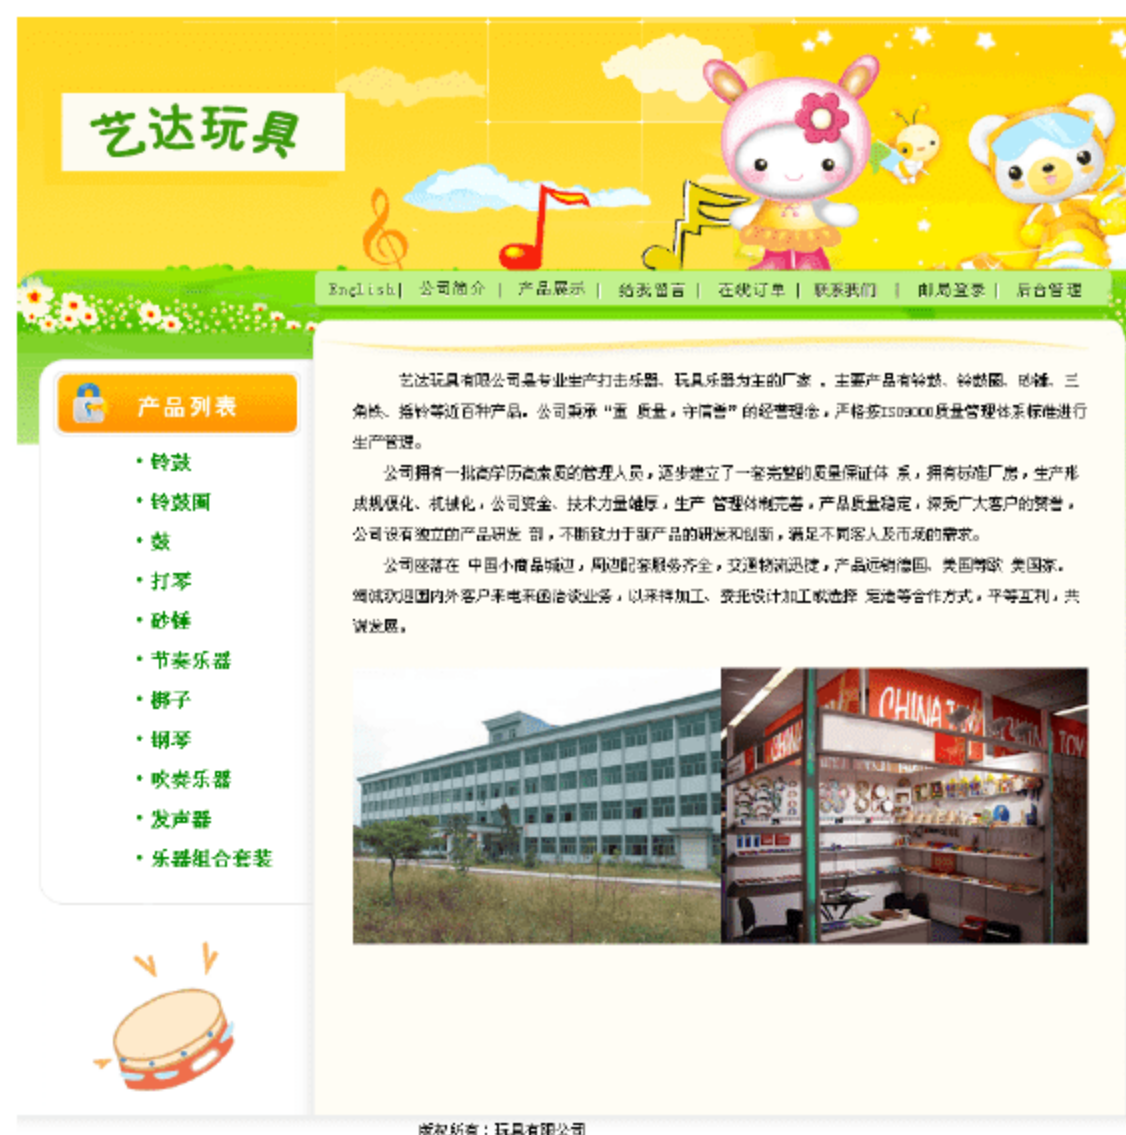 艺达玩具
English| 公司简介 | 产品展示 | 给我留言 | 在线订单 | 联系我们 | 邮局登录 | 后台管理
产品列表
· 铃鼓
· 铃鼓圈
· 鼓
· 打琴
· 砂锤
· 节奏乐器
· 梆子
· 钢琴
· 吹奏乐器
· 发声器
· 乐器组合套装
艺达玩具有限公司是专业生产打击乐器、玩具乐器为主的厂家 。主要产品有铃鼓、铃鼓圈、砂锤、三
角铁、摇铃等近百种产品。公司秉承“重 质量，守信誉”的经营理念，严格按ISO9000质量管理体系标准进行
生产管理。
公司拥有一批高学历高素质的管理人员，逐步建立了一套完整的质量保证体 系，拥有标准厂房，生产形
成规模化、机械化，公司资金、技术力量雄厚，生产 管理体制完善，产品质量稳定，深受广大客户的赞誉，
公司设有独立的产品研发 部，不断致力于新产品的研发和创新，满足不同客人及市场的需求。
公司座落在 中国小商品城边，周边配套服务齐全，交通物流迅捷，产品远销德国、美国等欧 美国家。
竭诚欢迎国内外客户来电来函洽谈业务，以来样加工、委托设计加工或选择 定造等合作方式，平等互利，共
谋发展。
CHINA TOY
TOY
版权所有：玩具有限公司